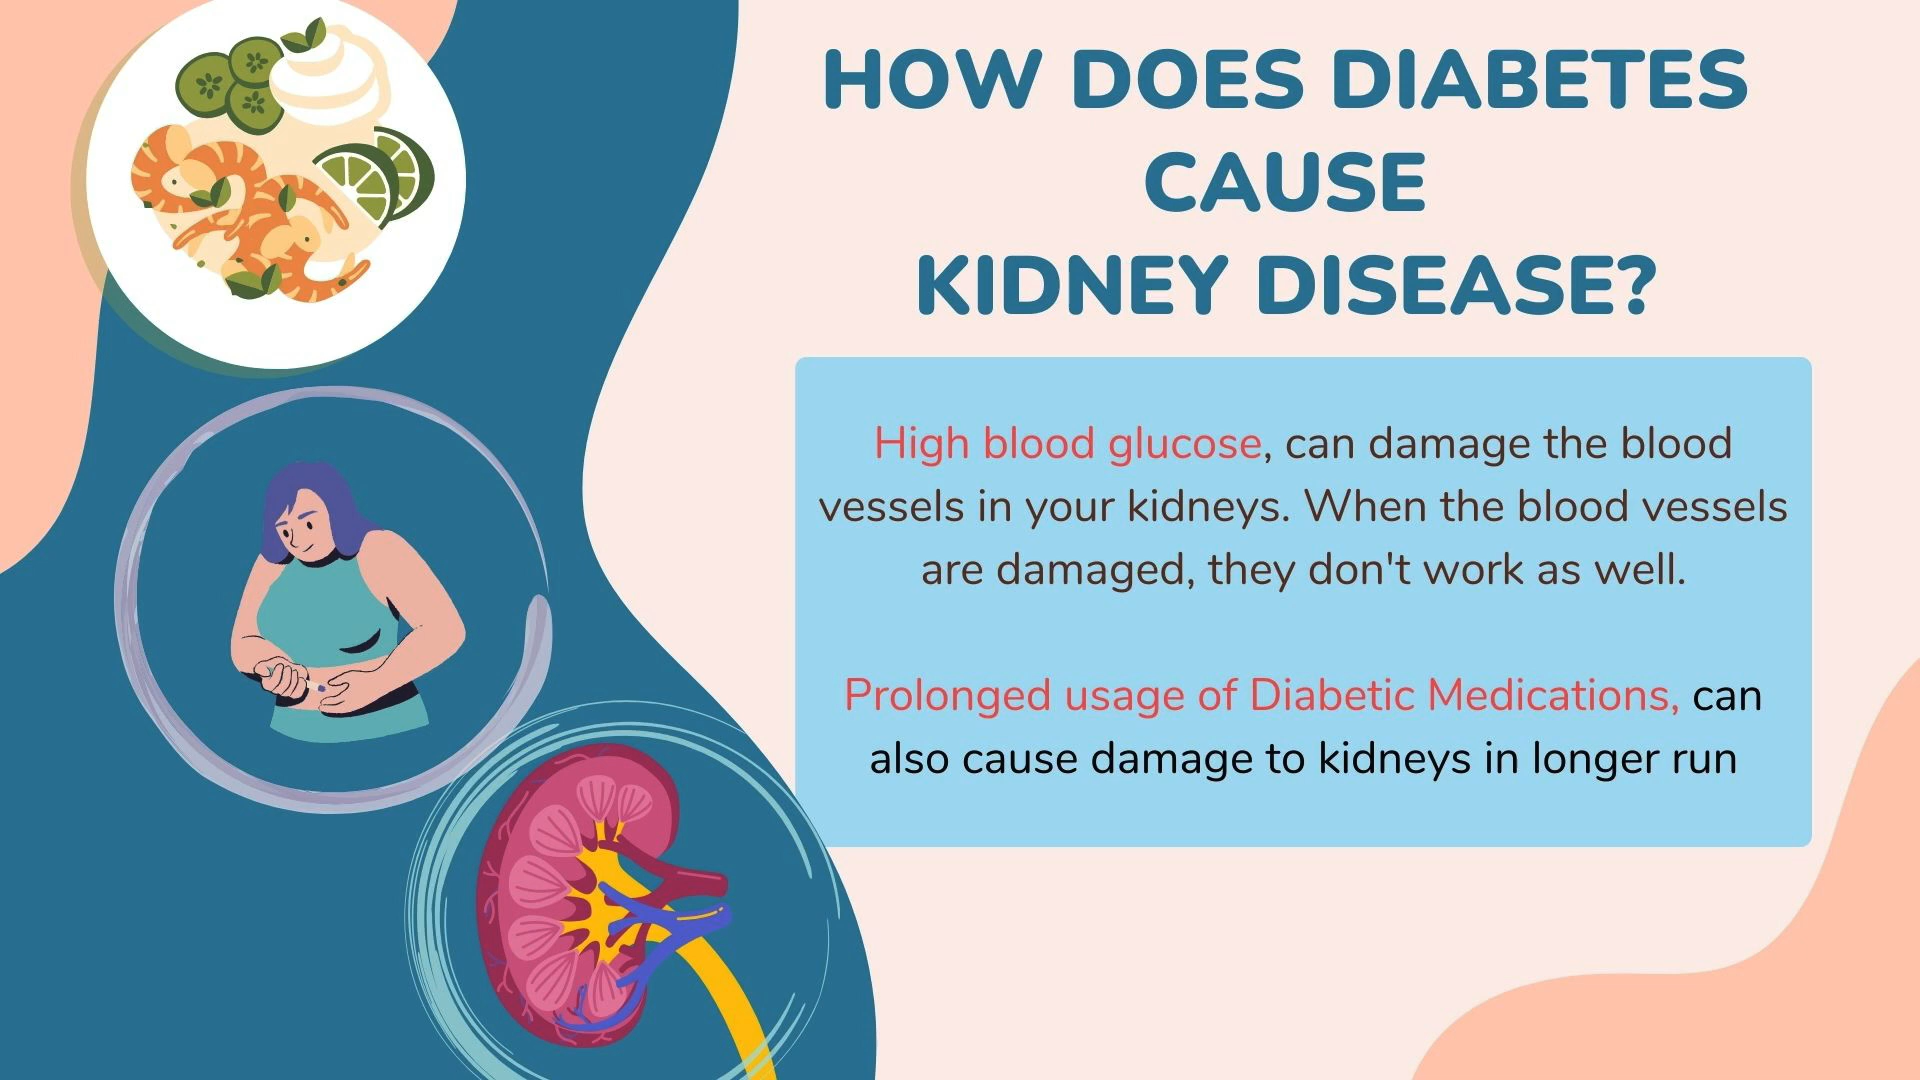 HOW DOES DIABETES
CAUSE
KIDNEY DISEASE?
High blood glucose, can damage the blood
vessels in your kidneys. When the blood vessels
are damaged, they don't work as well.
Prolonged usage of Diabetic Medications, can
also cause damage to kidneys in longer run